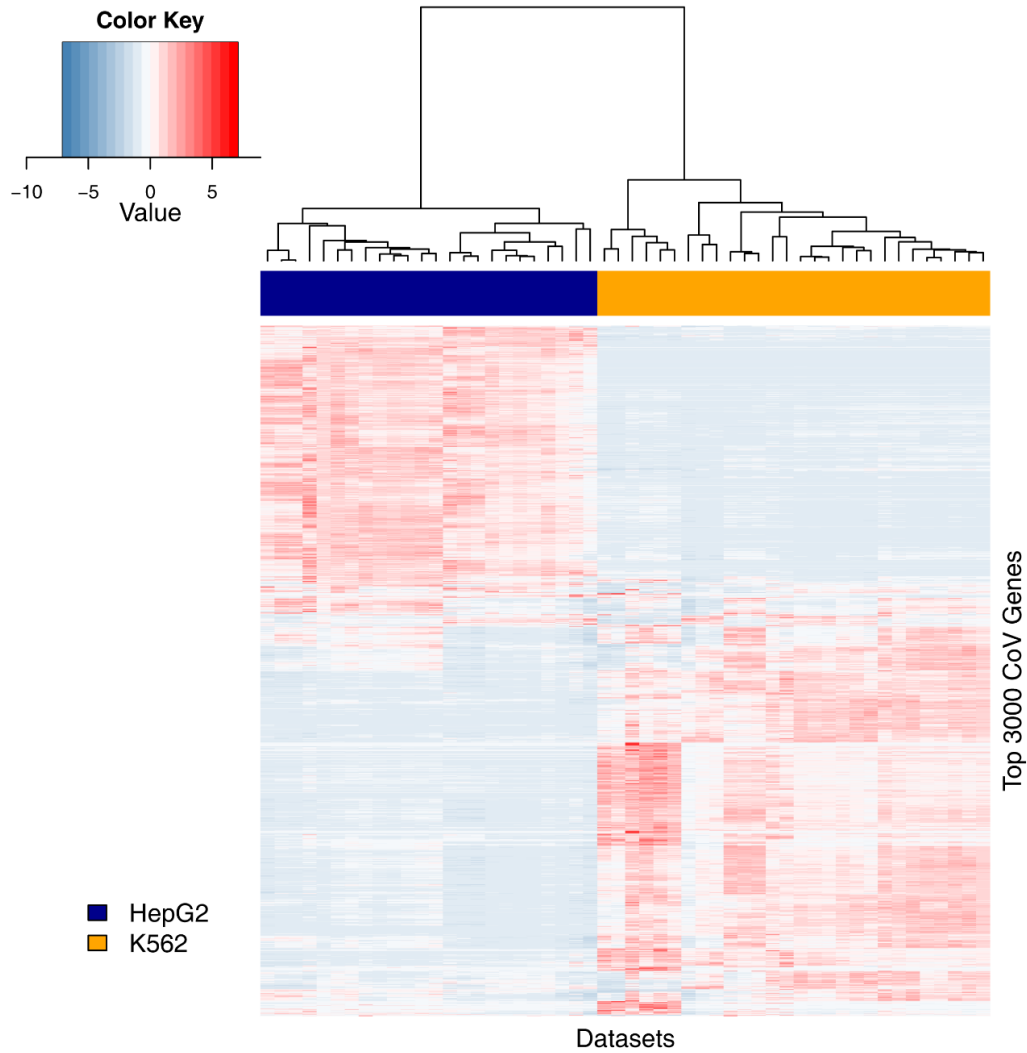 Color Key
−10 −5 0 5
Value
Top 3000 CoV Genes
HepG2
K562
Datasets